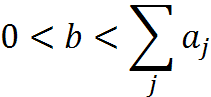 0 < b < ∑_j a_j